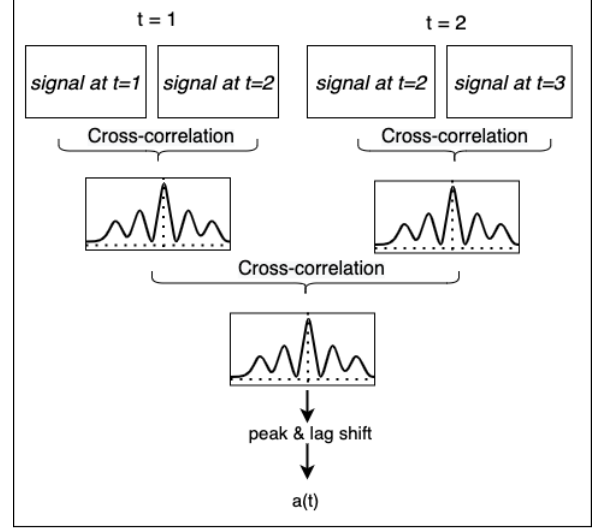 t = 1
t = 2
signal at t=1
signal at t=2
signal at t=2
signal at t=3
Cross-correlation
Cross-correlation
Cross-correlation
peak & lag shift
a(t)